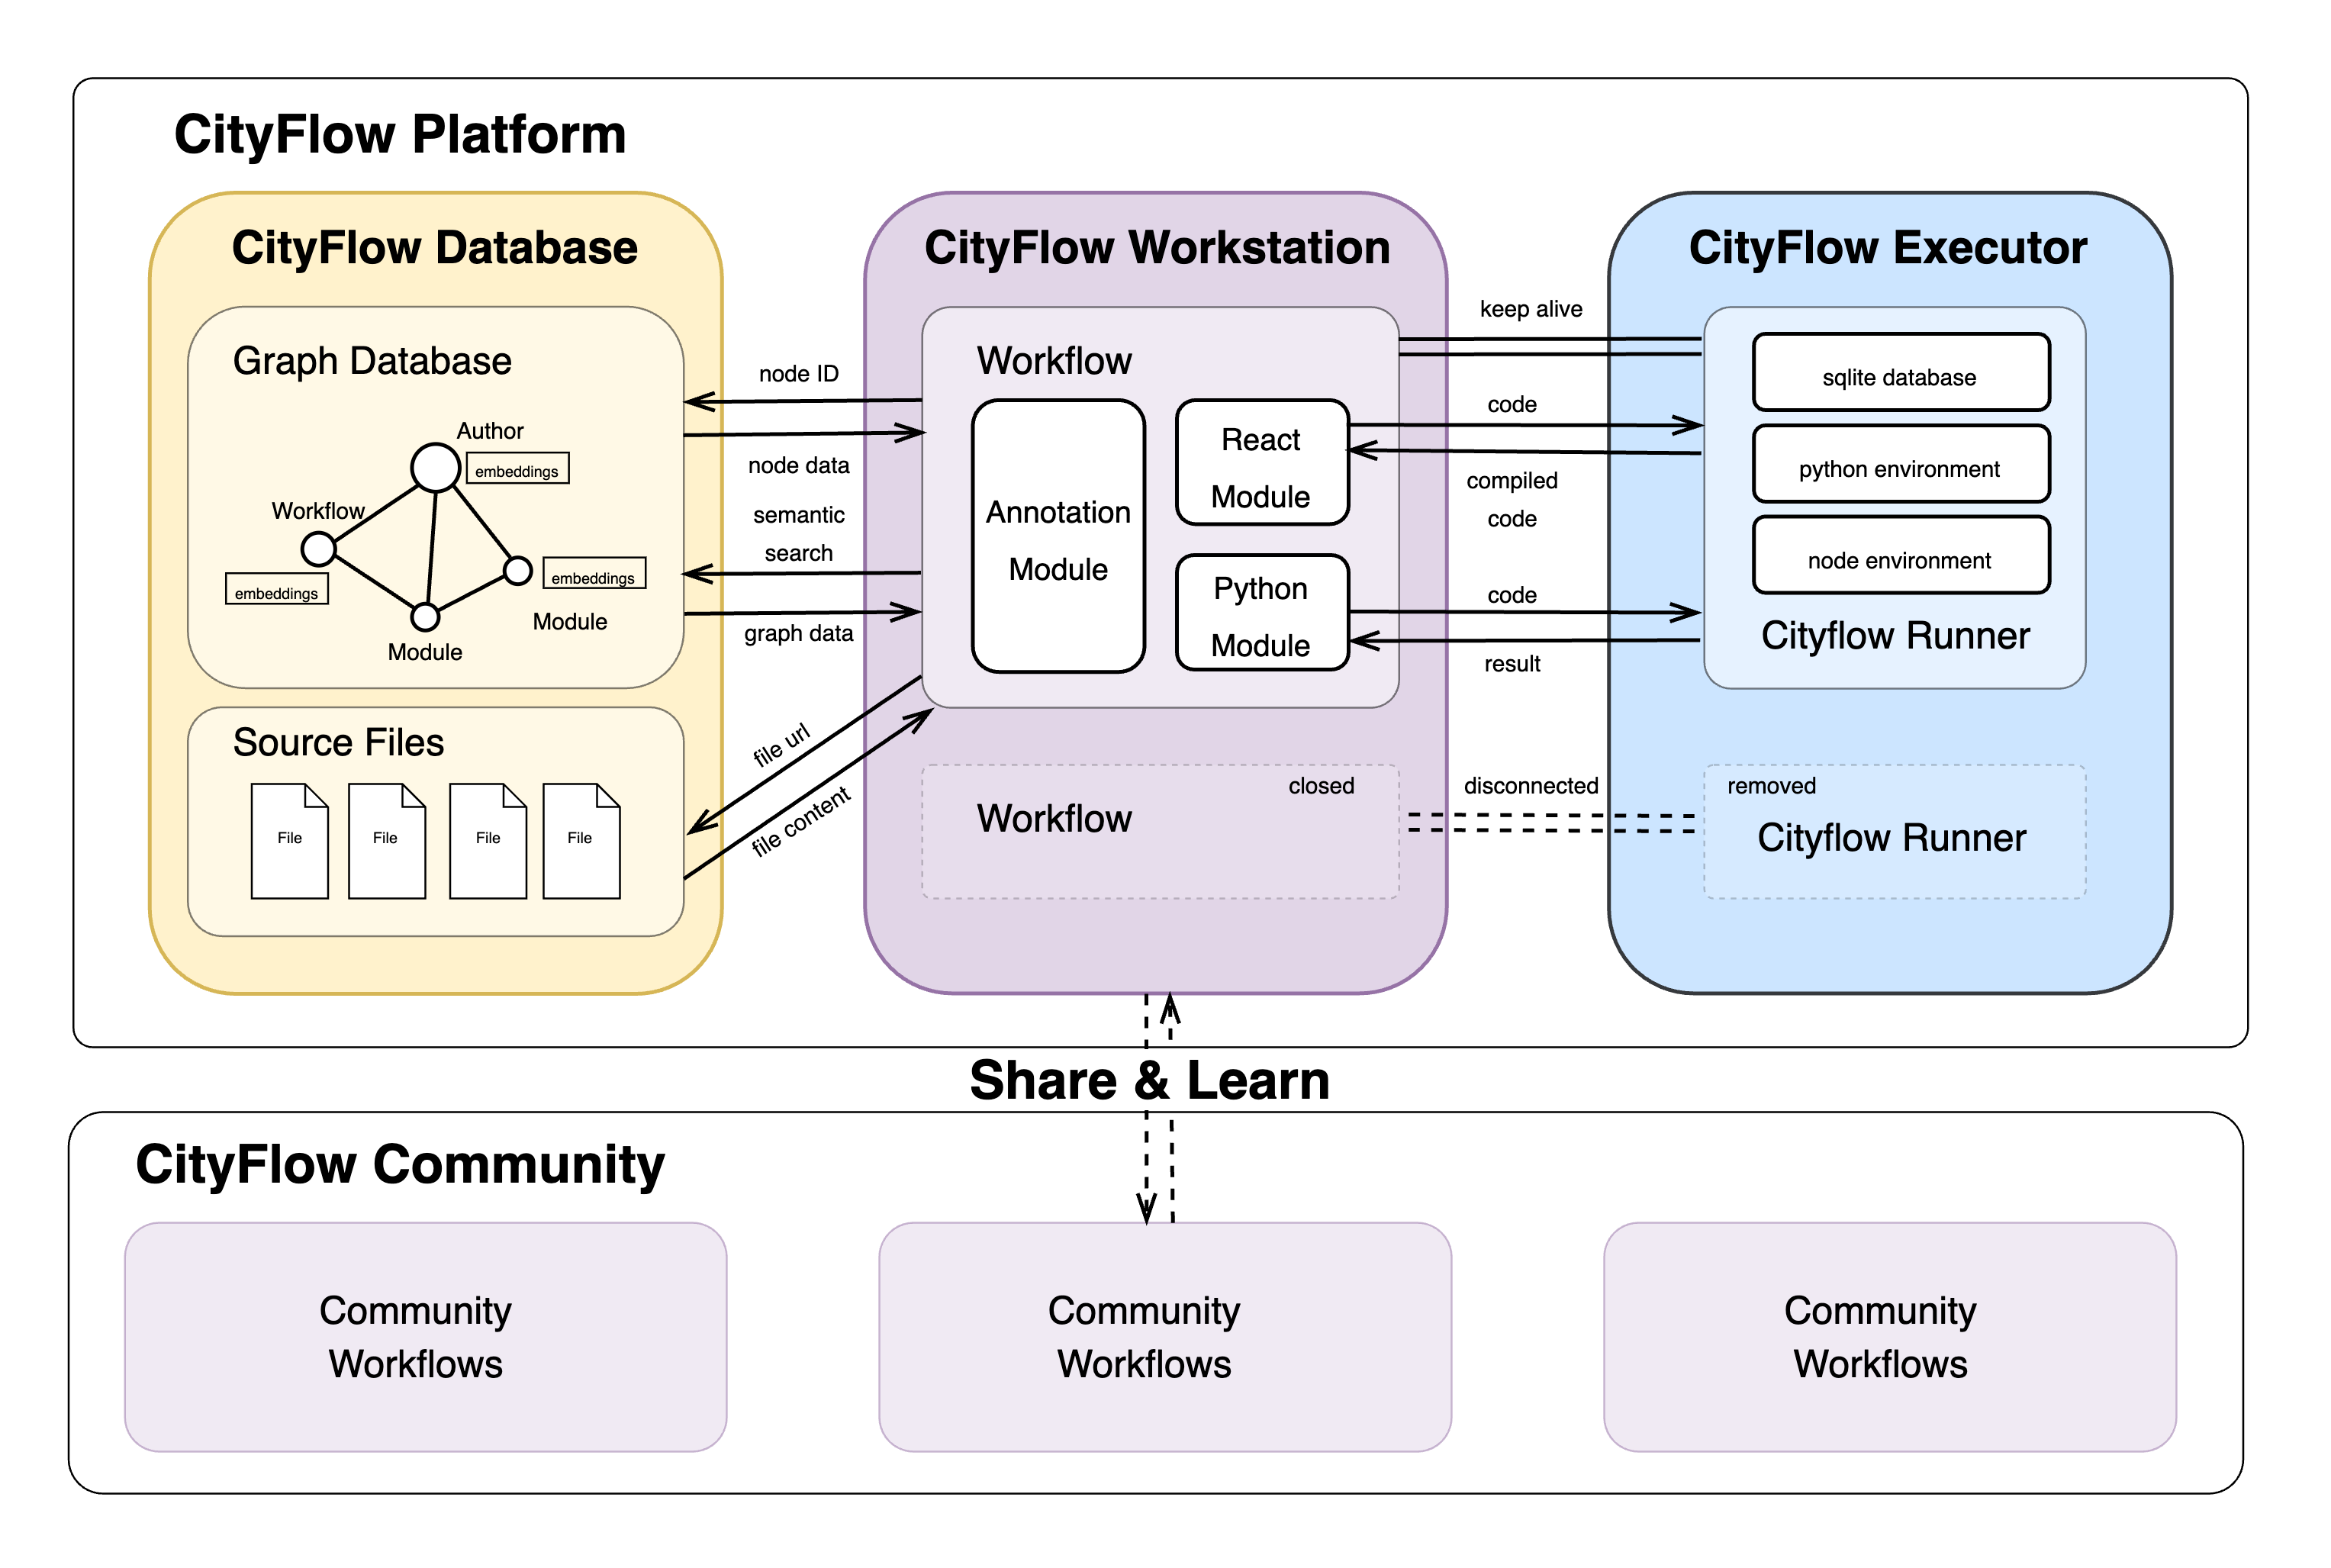 CityFlow Platform
CityFlow Database
Graph Database
Author
embeddings
Workflow
embeddings
embeddings
Module
Module
Source Files
File
File
File
File
node ID
node data
semantic
search
graph data
file url
file content
CityFlow Workstation
Workflow
Annotation
Module
React
Module
Python
Module
closed
Workflow
keep alive
code
compiled
code
code
result
disconnected
CityFlow Executor
sqlite database
python environment
node environment
Cityflow Runner
removed
Cityflow Runner
Share & Learn
CityFlow Community
Community
Workflows
Community
Workflows
Community
Workflows